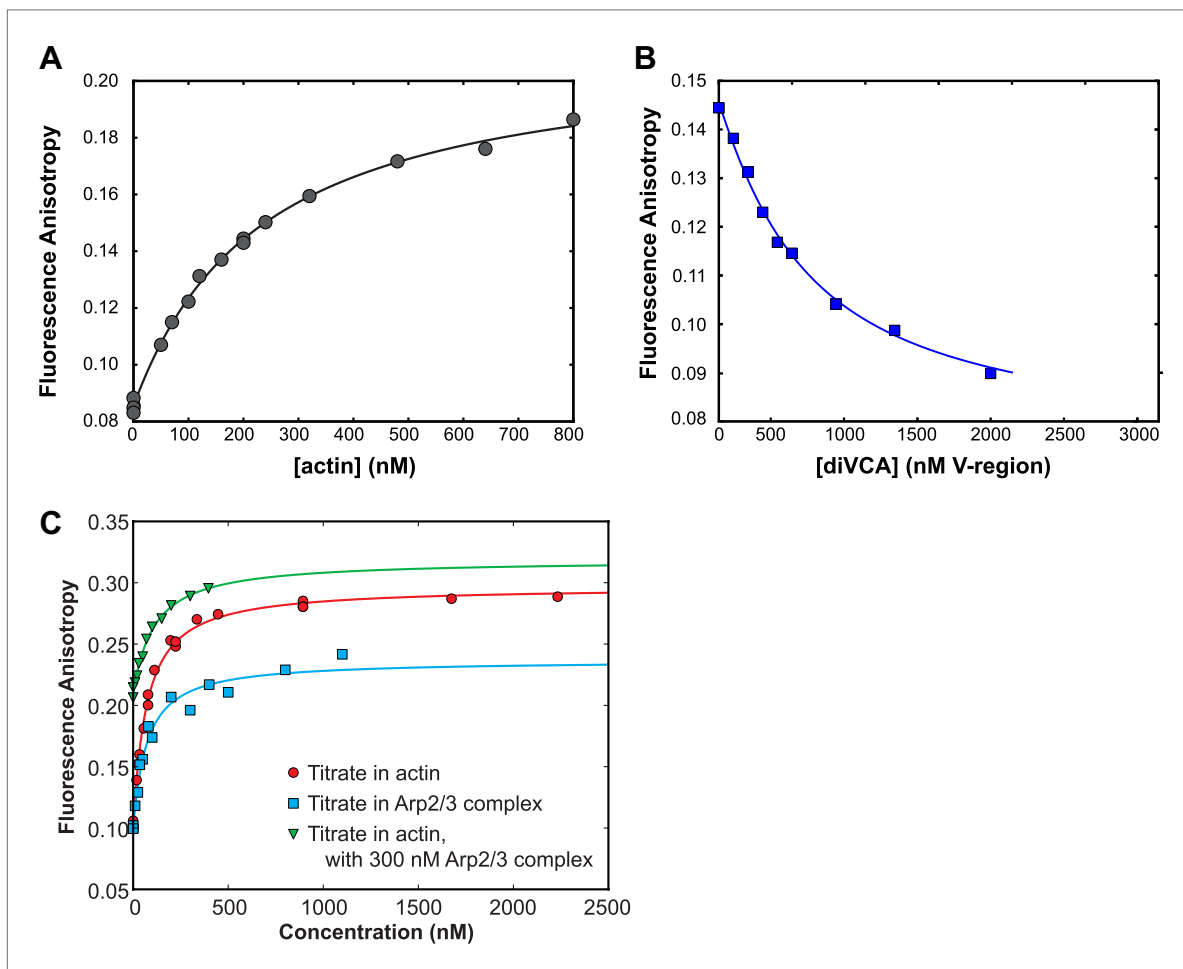 A
0.20
0.18
0.16
0.14
0.12
0.10
0.08
Fluorescence Anisotropy
0 100 200 300 400 500 600 700 800
[actin] (nM)
B
0.15
0.14
0.13
0.12
0.11
0.10
0.09
0.08
Fluorescence Anisotropy
0 500 1000 1500 2000 2500 3000
[diVCA] (nM V-region)
C
0.35
0.30
0.25
0.20
0.15
0.10
0.05
Fluorescence Anisotropy
Titrate in actin
Titrate in Arp2/3 complex
Titrate in actin,
with 300 nM Arp2/3 complex
0 500 1000 1500 2000 2500
Concentration (nM)